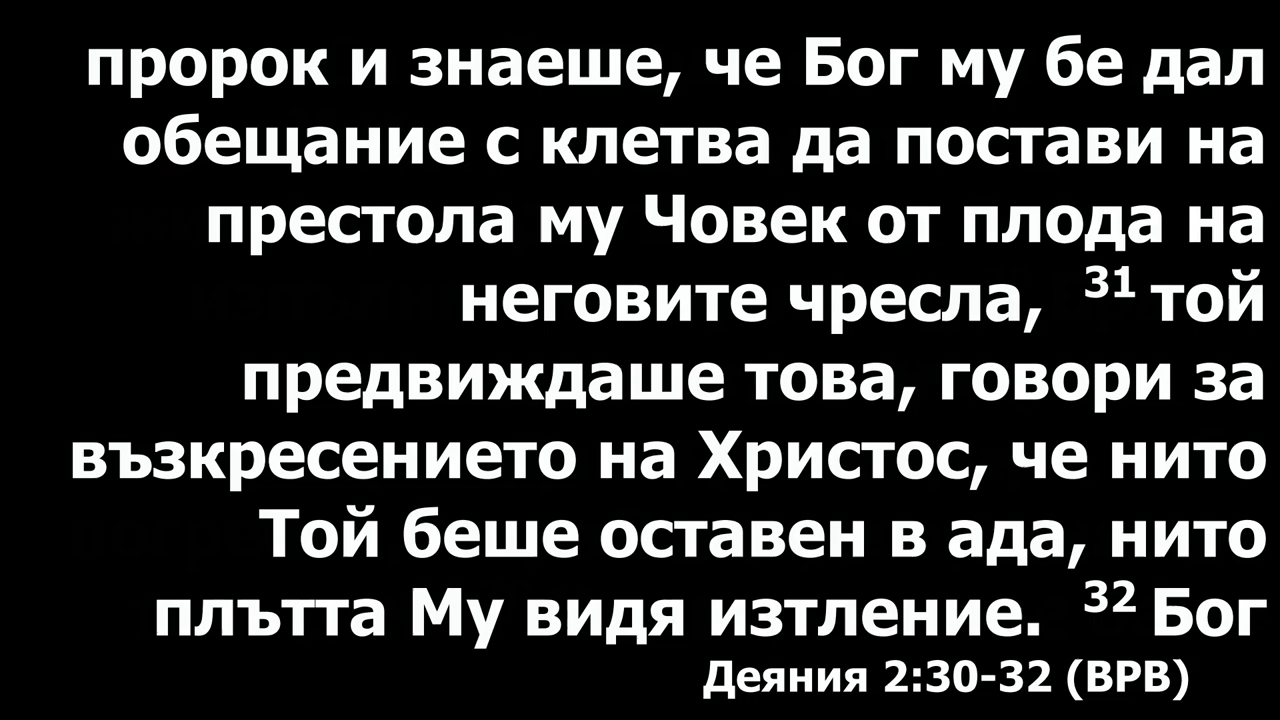 пророк и знаеше, че Бог му бе дал
обещание с клетва да постави на
престола му Човек от плода на
неговите чресла, 31 той
предвиждаше това, говори за
възкресението на Христос, че нито
Той беше оставен в ада, нито
плътта Му видя изтление. 32 Бог
Деяния 2:30-32 (ВРВ)